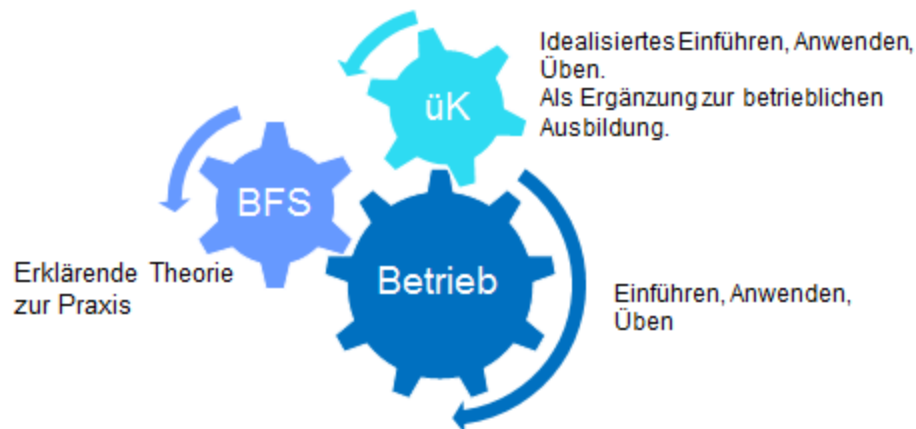 Idealisiertes Einführen, Anwenden,
Üben.
Als Ergänzung zur betrieblichen
Ausbildung.
üK
BFS
Erklärende Theorie
zur Praxis
Betrieb
Einführen, Anwenden,
Üben